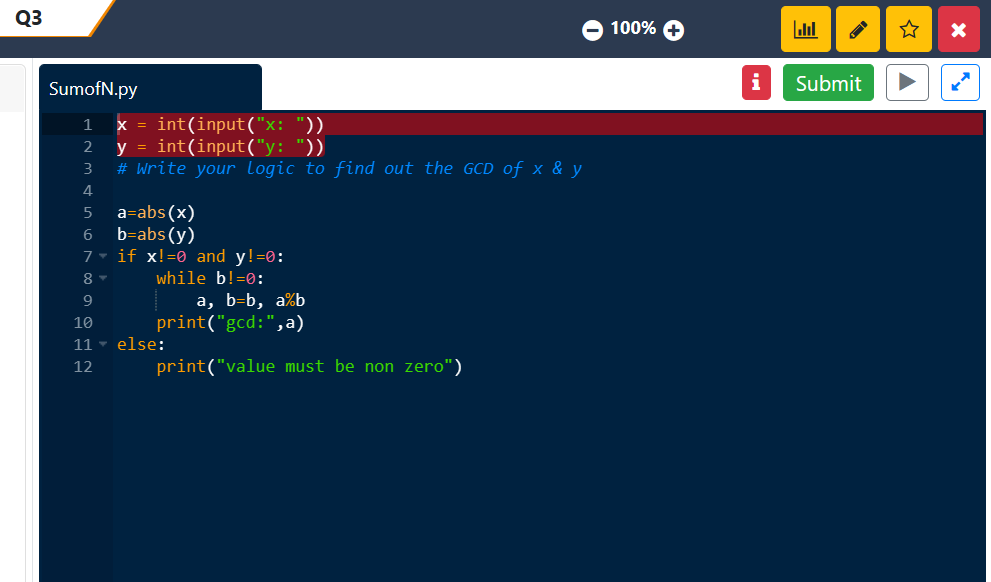 Q3
100%
SumofN.py
Submit
1 x = int(input("x: "))
2 y = int(input("y: "))
3 # Write your logic to find out the GCD of x & y
4
5 a=abs(x)
6 b=abs(y)
7 if x!=0 and y!=0:
8 while b!=0:
9 a, b=b, a%b
10 print("gcd:",a)
11 else:
12 print("value must be non zero")